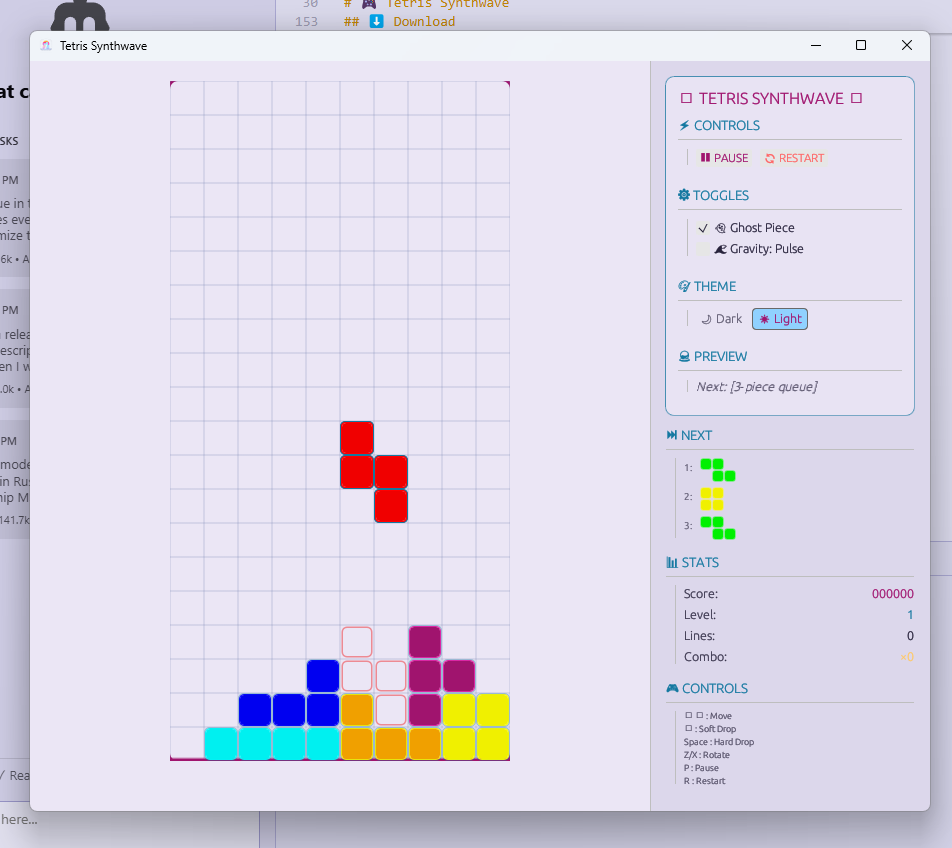 30 # 🎮 Tetris Synthwave
153 ## ⬇️ Download
Tetris Synthwave
at c
SKS
PM
ue in t
es eve
mize t
6k • A
PM
relea
escrip
en I w
.0k • A
PM
mode
in Rus
hip M
141.7k
/ Rea
here...
□ TETRIS SYNTHWAVE □
CONTROLS
PAUSE RESTART
TOGGLES
✓ Ghost Piece
Gravity: Pulse
THEME
Dark Light
PREVIEW
Next: [3-piece queue]
NEXT
1:
2:
3:
STATS
Score: 000000
Level: 1
Lines: 0
Combo: ×0
CONTROLS
□ □ : Move
□ : Soft Drop
Space : Hard Drop
Z/X : Rotate
P : Pause
R : Restart